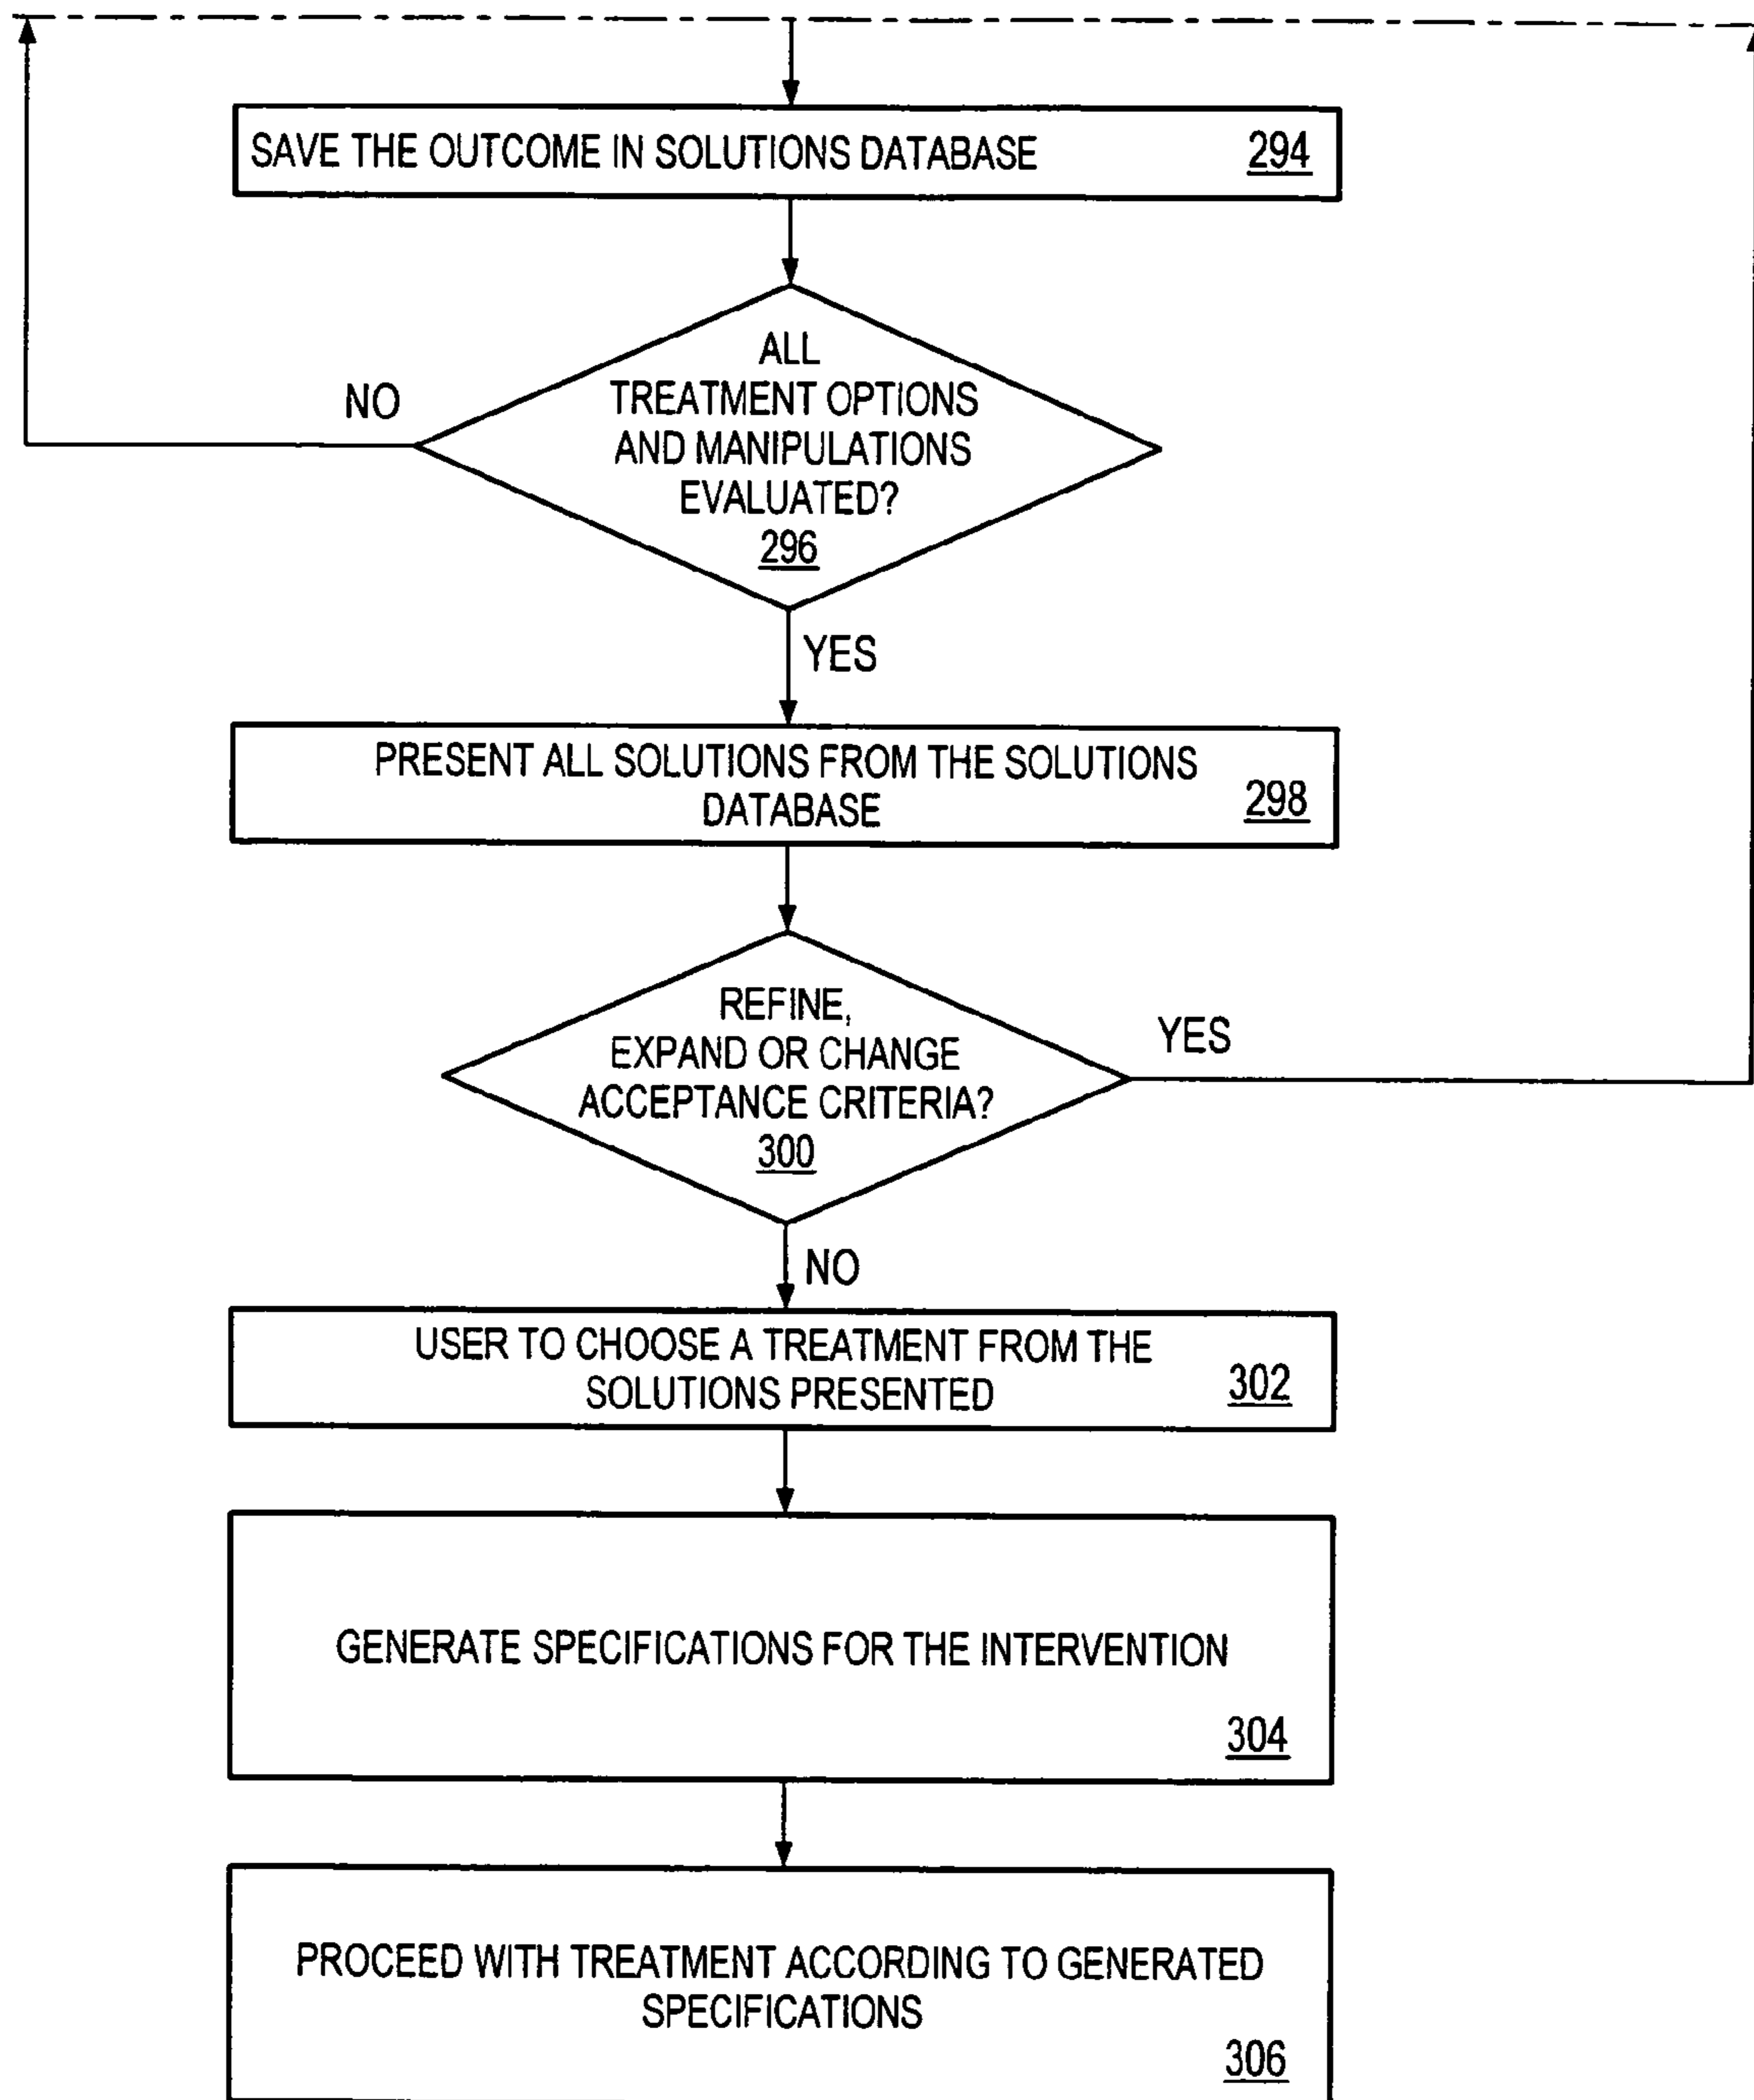 SAVE THE OUTCOME IN SOLUTIONS DATABASE 294
ALL
TREATMENT OPTIONS
AND MANIPULATIONS
EVALUATED?
296
NO
YES
PRESENT ALL SOLUTIONS FROM THE SOLUTIONS
DATABASE
298
REFINE,
EXPAND OR CHANGE
ACCEPTANCE CRITERIA?
300
YES
NO
USER TO CHOOSE A TREATMENT FROM THE
SOLUTIONS PRESENTED
302
GENERATE SPECIFICATIONS FOR THE INTERVENTION
304
PROCEED WITH TREATMENT ACCORDING TO GENERATED
SPECIFICATIONS
306